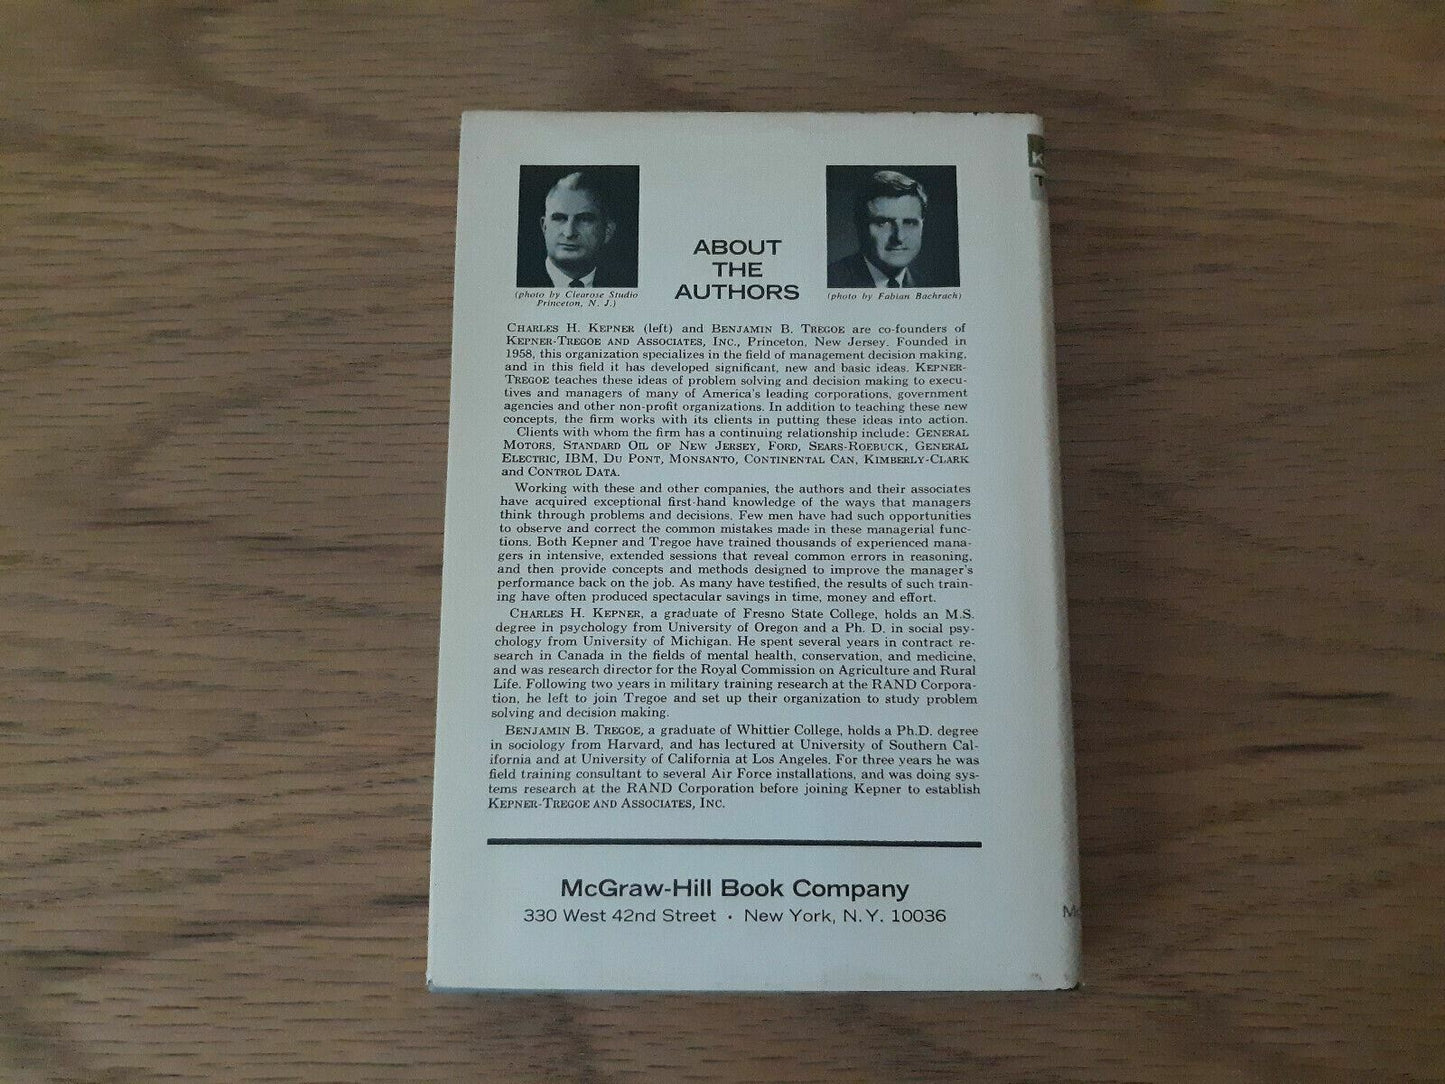 ABOUT
THE
AUTHORS
(photo by Clearose Studio
Princeton, N. J.)
(photo by Fabian Bachrach)
CHARLES H. KEPNER (left) and BENJAMIN B. TREGOE are co-founders of
KEPNER-TREGOE AND ASSOCIATES, INC., Princeton, New Jersey. Founded in
1958, this organization specializes in the field of management decision making,
and in this field it has developed significant, new and basic ideas. KEPNER-
TREGOE teaches these ideas of problem solving and decision making to execu-
tives and managers of many of America's leading corporations, government
agencies and other non-profit organizations. In addition to teaching these new
concepts, the firm works with its clients in putting these ideas into action.
Clients with whom the firm has a continuing relationship include: GENERAL
MOTORS, STANDARD OIL OF NEW JERSEY, FORD, SEARS-ROEBUCK, GENERAL
ELECTRIC, IBM, DU PONT, MONSANTO, CONTINENTAL CAN, KIMBERLY-CLARK
and CONTROL DATA.
Working with these and other companies, the authors and their associates
have acquired exceptional first-hand knowledge of the ways that managers
think through problems and decisions. Few men have had such opportunities
to observe and correct the common mistakes made in these managerial func-
tions. Both Kepner and Tregoe have trained thousands of experienced mana-
gers in intensive, extended sessions that reveal common errors in reasoning,
and then provide concepts and methods designed to improve the manager's
performance back on the job. As many have testified, the results of such train-
ing have often produced spectacular savings in time, money and effort.
CHARLES H. KEPNER, a graduate of Fresno State College, holds an M.S.
degree in psychology from University of Oregon and a Ph. D. in social psy-
chology from University of Michigan. He spent several years in contract re-
search in Canada in the fields of mental health, conservation, and medicine,
and was research director for the Royal Commission on Agriculture and Rural
Life. Following two years in military training research at the RAND Corpora-
tion, he left to join Tregoe and set up their organization to study problem
solving and decision making.
BENJAMIN B. TREGOE, a graduate of Whittier College, holds a Ph.D. degree
in sociology from Harvard, and has lectured at University of Southern Cal-
ifornia and at University of California at Los Angeles. For three years he was
field training consultant to several Air Force installations, and was doing sys-
tems research at the RAND Corporation before joining Kepner to establish
KEPNER-TREGOE AND ASSOCIATES, INC.
McGraw-Hill Book Company
330 West 42nd Street • New York, N.Y. 10036